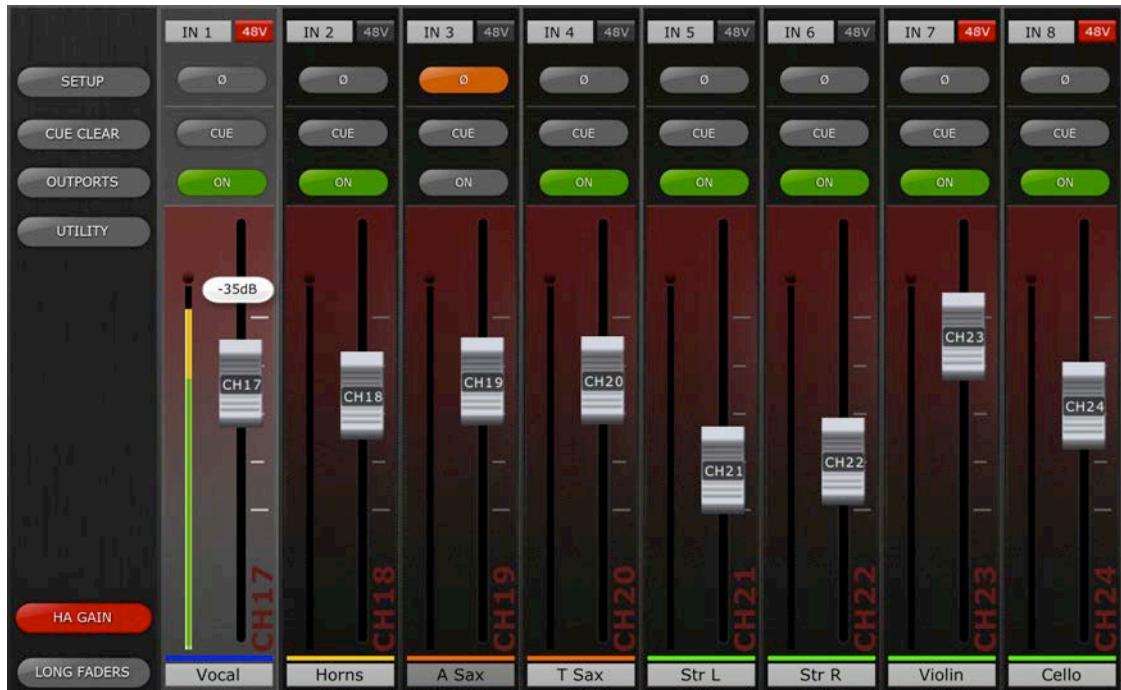 IN 1 48V IN 2 48V IN 3 48V IN 4 48V IN 5 48V IN 6 48V IN 7 48V IN 8 48V
SETUP Ø Ø Ø Ø Ø Ø Ø Ø
CUE CLEAR CUE CUE CUE CUE CUE CUE CUE CUE
OUTPORTS ON ON ON ON ON ON ON ON
UTILITY
-35dB
CH17 CH18 CH19 CH20 CH21 CH22 CH23 CH24
CH17 CH18 CH19 CH20 CH21 CH22 CH23 CH24
HA GAIN
LONG FADERS Vocal Horns A Sax T Sax Str L Str R Violin Cello